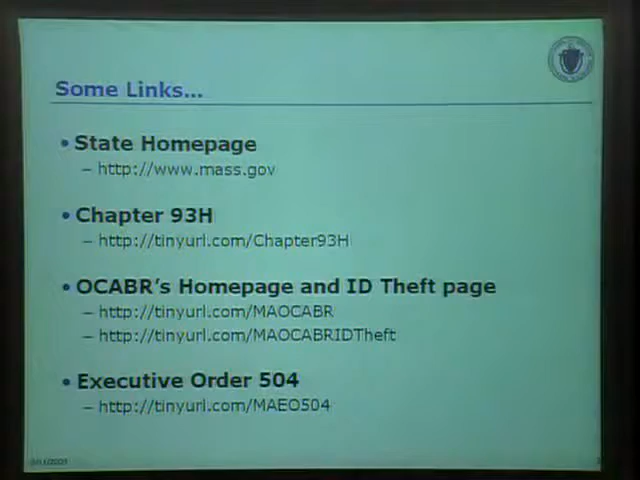 Some Links...
• State Homepage
– http://www.mass.gov
• Chapter 93H
– http://tinyurl.com/Chapter93H
• OCABR's Homepage and ID Theft page
– http://tinyurl.com/MAOCABR
– http://tinyurl.com/MAOCABRIDTheft
• Executive Order 504
– http://tinyurl.com/MAEO504